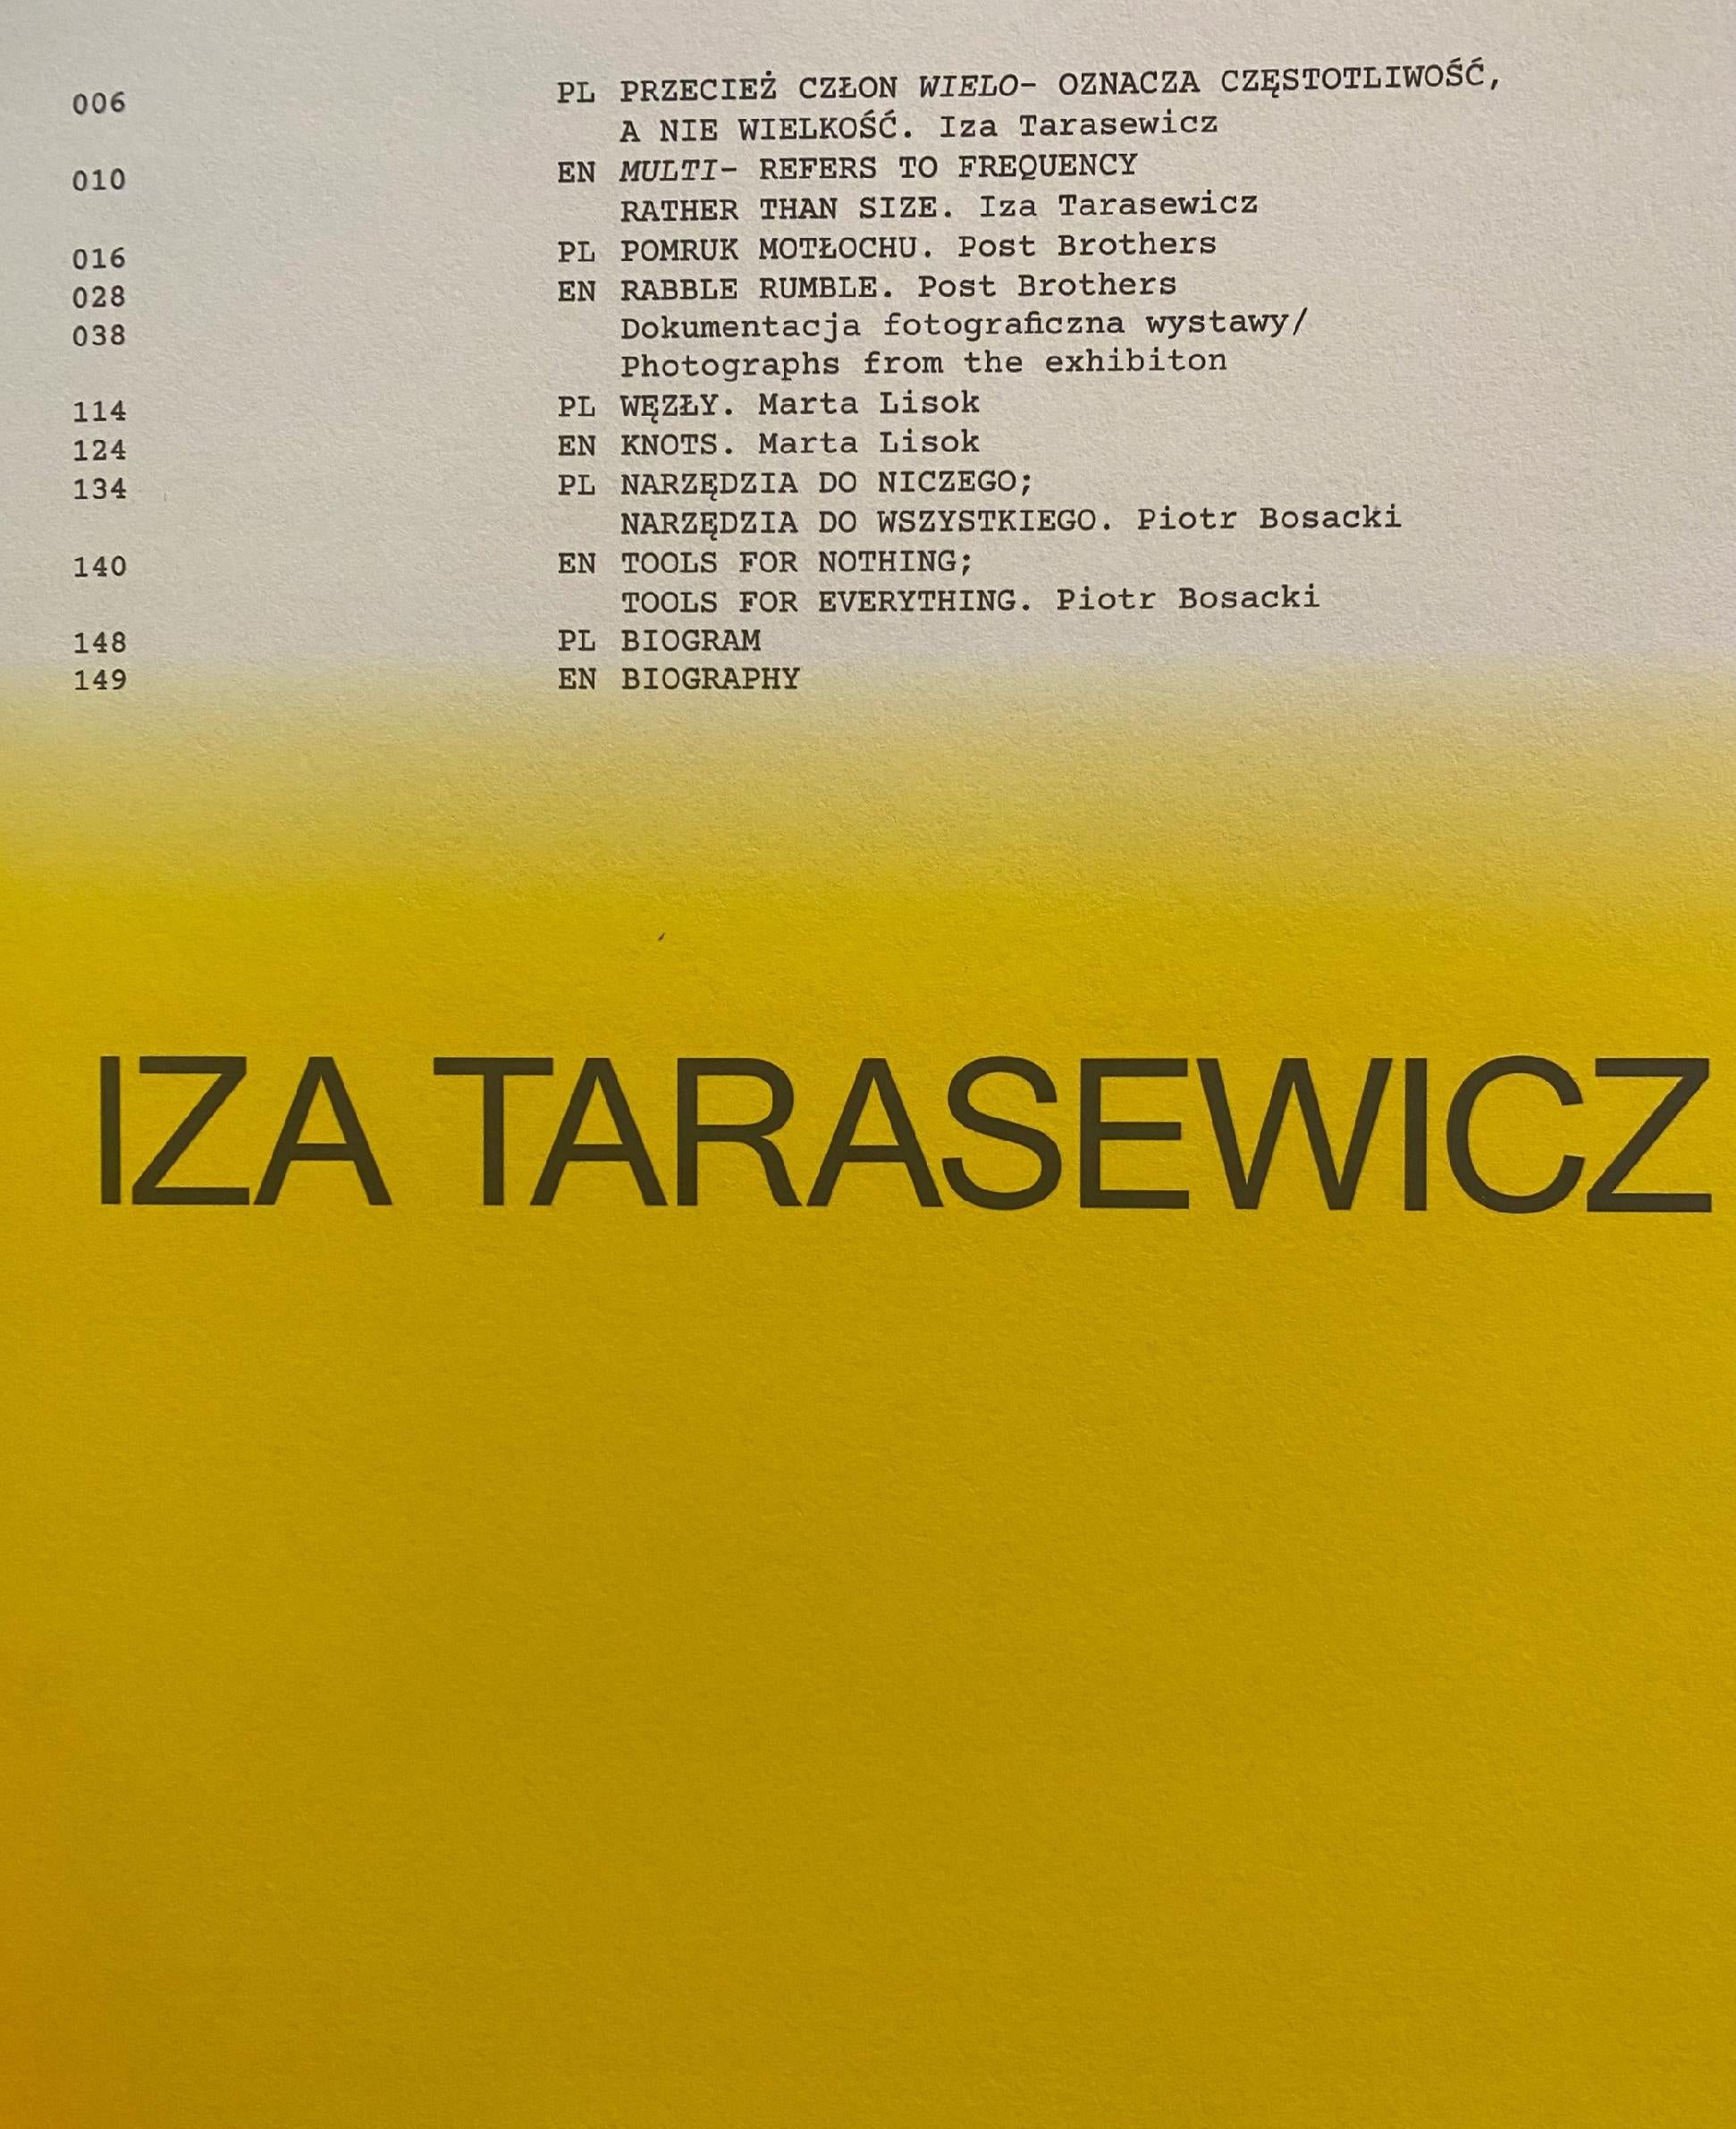 006 PL PRZECIEŻ CZŁON WIELO- OZNACZA CZĘSTOTLIWOŚĆ,
A NIE WIELKOŚĆ. Iza Tarasewicz
010 EN MULTI- REFERS TO FREQUENCY
RATHER THAN SIZE. Iza Tarasewicz
016 PL POMRUK MOTŁOCHU. Post Brothers
028 EN RABBLE RUMBLE. Post Brothers
038 Dokumentacja fotograficzna wystawy/
Photographs from the exhibiton
114 PL WĘZŁY. Marta Lisok
124 EN KNOTS. Marta Lisok
134 PL NARZĘDZIA DO NICZEGO;
NARZĘDZIA DO WSZYSTKIEGO. Piotr Bosacki
140 EN TOOLS FOR NOTHING;
TOOLS FOR EVERYTHING. Piotr Bosacki
148 PL BIOGRAM
149 EN BIOGRAPHY
IZA TARASEWICZ